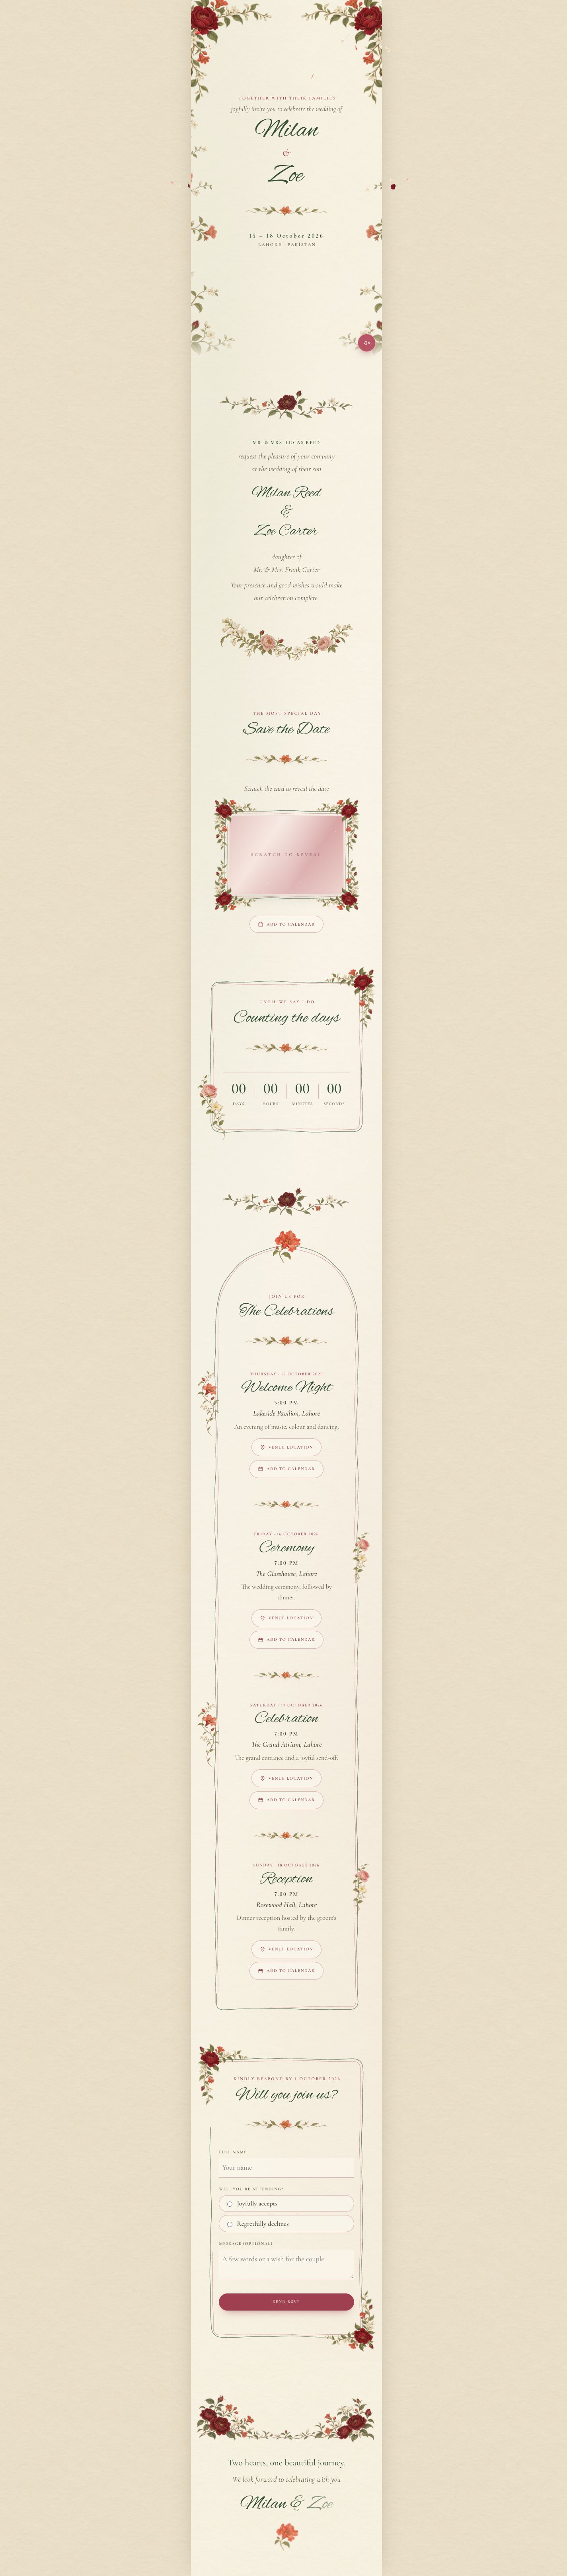 TOGETHER WITH THEIR FAMILIES
joyfully invite you to celebrate the wedding of
Milan
&
Zoe
15 – 18 October 2026
LAHORE · PAKISTAN
MR. & MRS. LUCAS REED
request the pleasure of your company
at the wedding of their son
Milan Reed
&
Zoe Carter
daughter of
Mr. & Mrs. Frank Carter
Your presence and good wishes would make
our celebration complete.
THE MOST SPECIAL DAY
Save the Date
Scratch the card to reveal the date
SCRATCH TO REVEAL
ADD TO CALENDAR
UNTIL WE SAY I DO
Counting the days
00 00 00 00
DAYS HOURS MINUTES SECONDS
JOIN US FOR
The Celebrations
THURSDAY · 15 OCTOBER 2026
Welcome Night
5:00 PM
Lakeside Pavilion, Lahore
An evening of music, colour and dancing.
VENUE LOCATION
ADD TO CALENDAR
FRIDAY · 16 OCTOBER 2026
Ceremony
7:00 PM
The Glasshouse, Lahore
The wedding ceremony, followed by
dinner.
VENUE LOCATION
ADD TO CALENDAR
SATURDAY · 17 OCTOBER 2026
Celebration
7:00 PM
The Grand Atrium, Lahore
The grand entrance and a joyful send-off.
VENUE LOCATION
ADD TO CALENDAR
SUNDAY · 18 OCTOBER 2026
Reception
7:00 PM
Rosewood Hall, Lahore
Dinner reception hosted by the groom's
family.
VENUE LOCATION
ADD TO CALENDAR
KINDLY RESPOND BY 1 OCTOBER 2026
Will you join us?
FULL NAME
Your name
WILL YOU BE ATTENDING?
Joyfully accepts
Regretfully declines
MESSAGE (OPTIONAL)
A few words or a wish for the couple
SEND RSVP
Two hearts, one beautiful journey.
We look forward to celebrating with you
Milan & Zoe